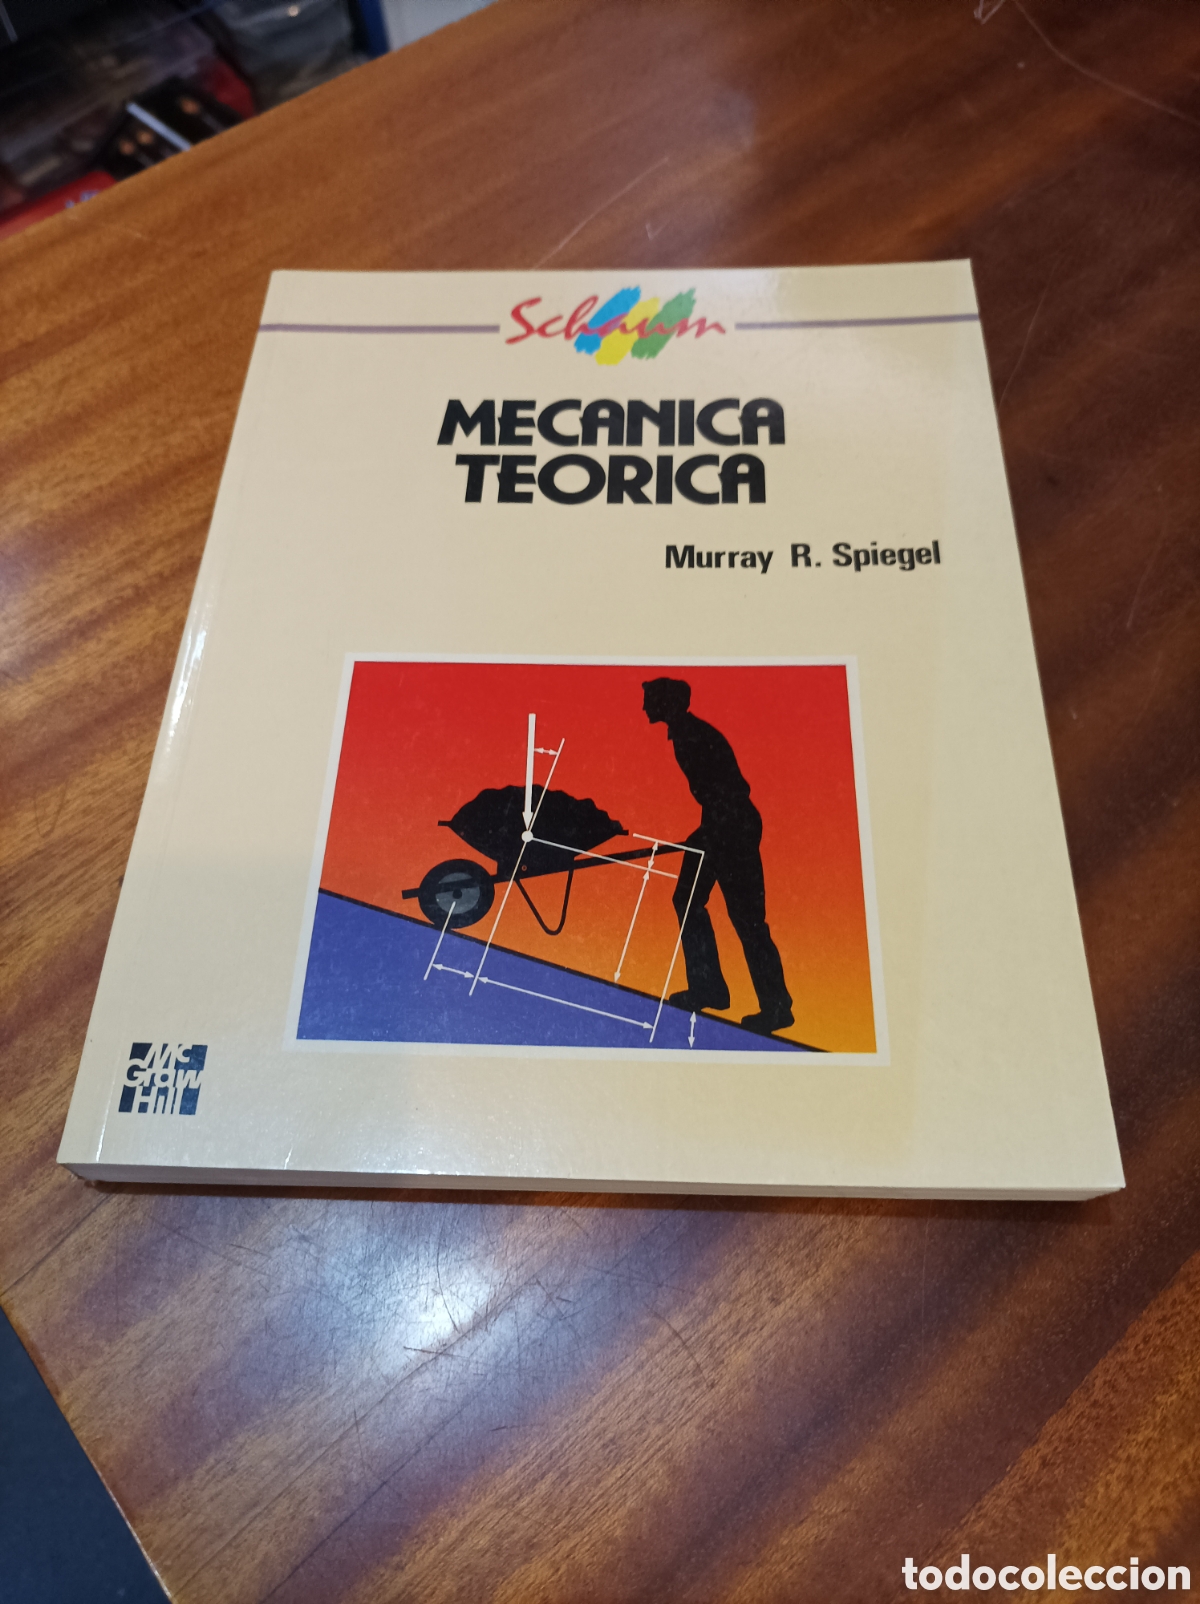 Schaum
MECANICA
TEORICA
Murray R. Spiegel
Mc
Graw
Hill
todocoleccion